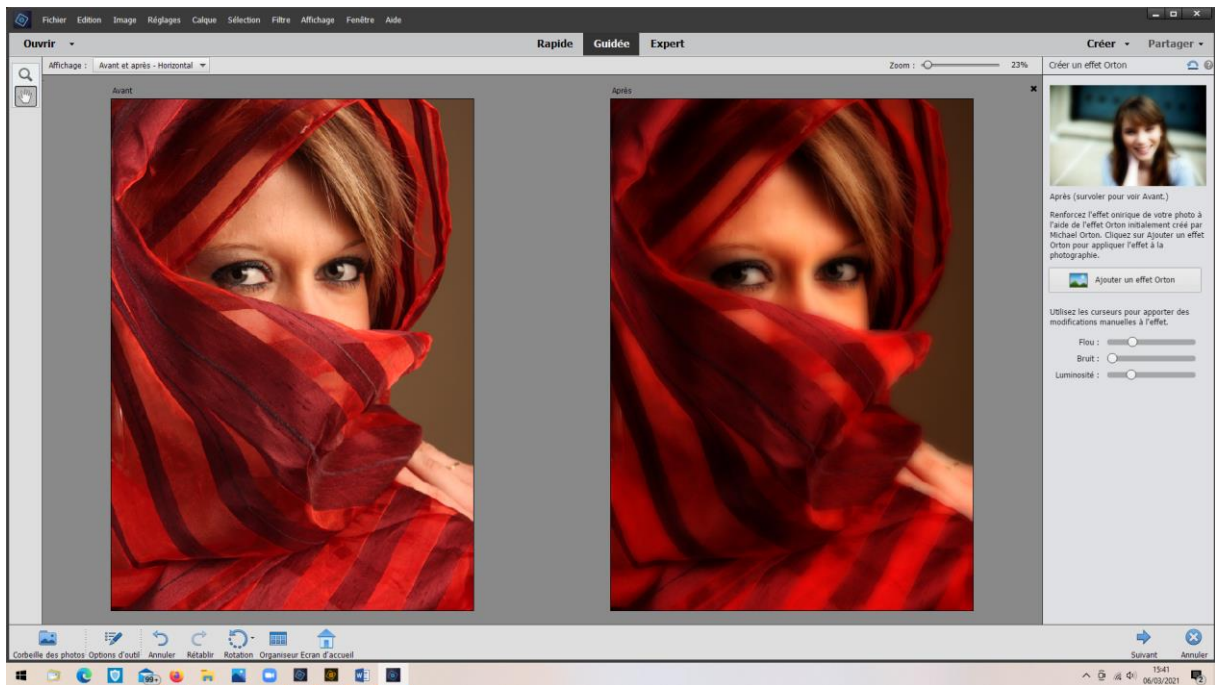 Fichier Edition Image Réglages Calque Sélection Filtre Affichage Fenêtre Aide
Ouvrir Rapide Guidée Expert Créer Partager
Affichage : Avant et après - Horizontal Zoom : 23% Créer un effet Orton
Avant Après
Après (survoler pour voir Avant.)
Renforcez l'effet onirique de votre photo à
l'aide de l'effet Orton initialement créé par
Michael Orton. Cliquez sur Ajouter un effet
Orton pour appliquer l'effet à la
photographie.
Ajouter un effet Orton
Utilisez les curseurs pour apporter des
modifications manuelles à l'effet.
Flou :
Bruit :
Luminosité :
Corbeille des photos Options d'outil Annuler Rétablir Rotation Organiseur Ecran d'accueil Suivant Annuler
99+
15:41
06/03/2021
2